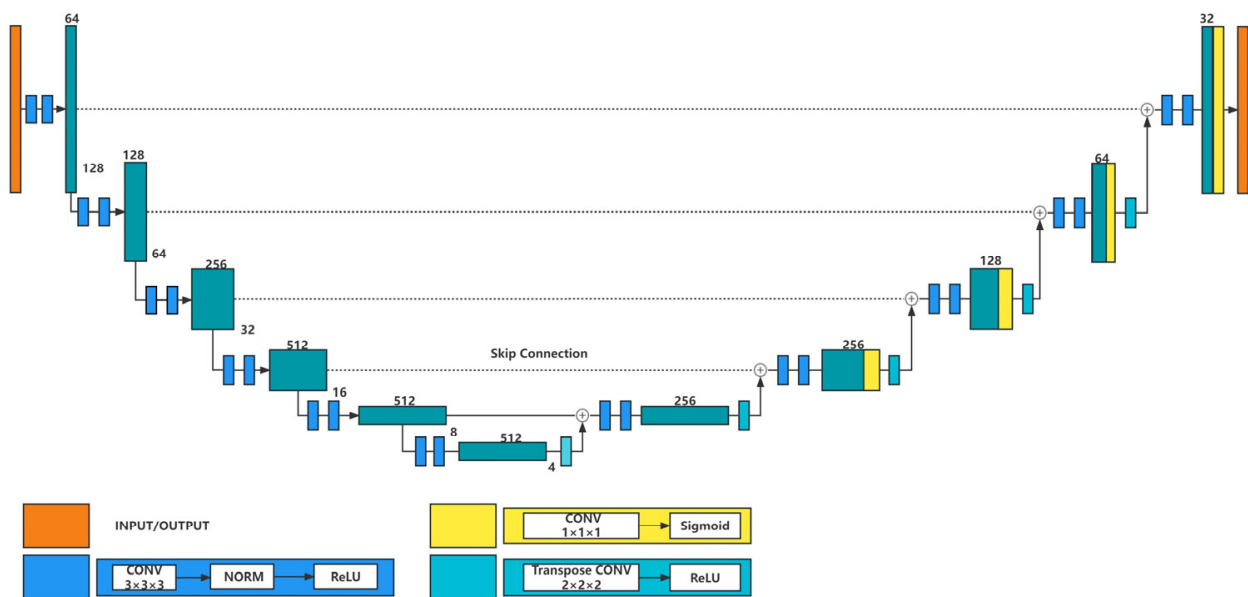 64
32
128
128
64
64
256
128
32
512
Skip Connection
256
16
512
256
8
512
4
INPUT/OUTPUT
CONV
1×1×1
Sigmoid
CONV
3×3×3
NORM
ReLU
Transpose CONV
2×2×2
ReLU